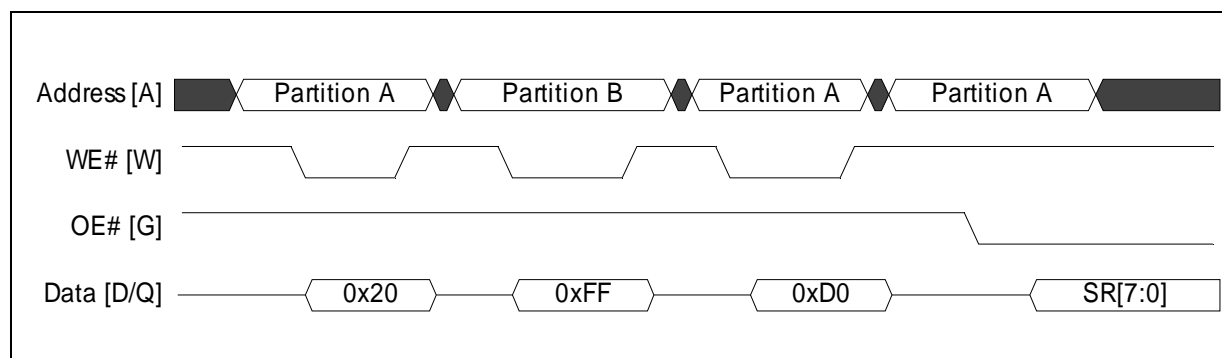 Address [A] Partition A Partition B Partition A Partition A
WE# [W]
OE# [G]
Data [D/Q] 0x20 0xFF 0xD0 SR[7:0]